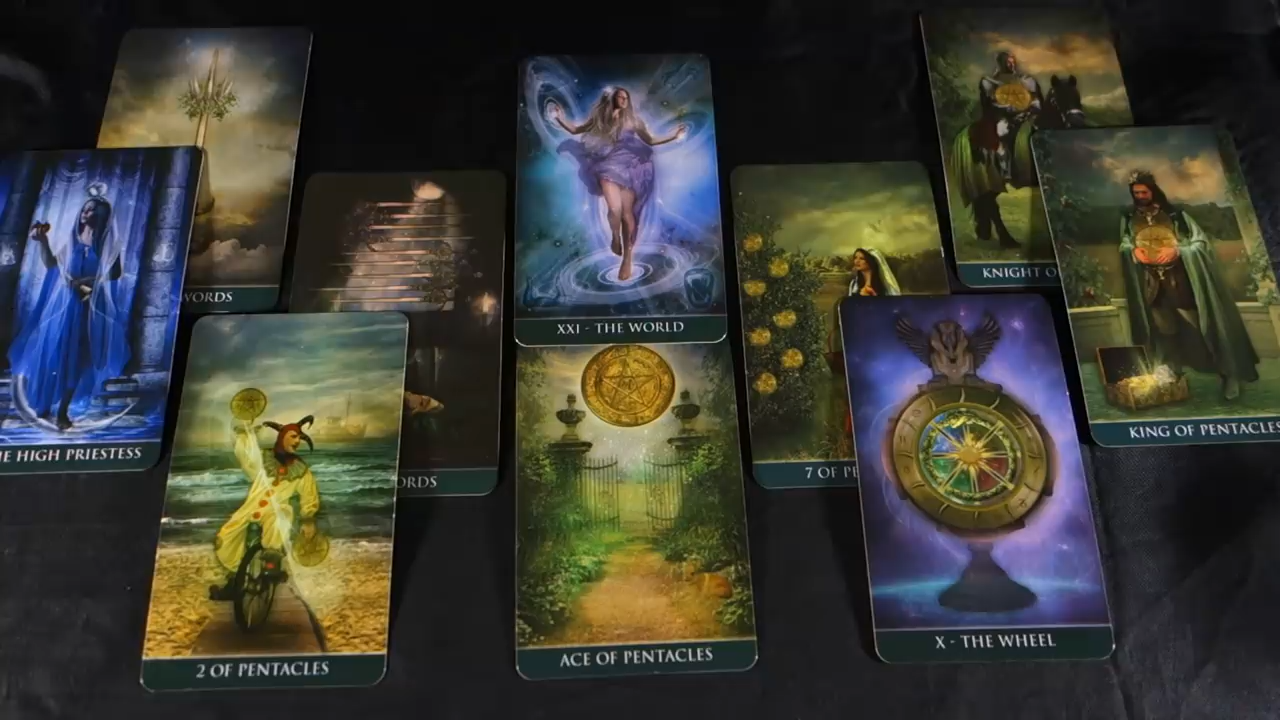 WORDS
KNIGHT O
XXI - THE WORLD
KING OF PENTACLES
HE HIGH PRIESTESS
7 OF PE
ORDS
X - THE WHEEL
ACE OF PENTACLES
2 OF PENTACLES